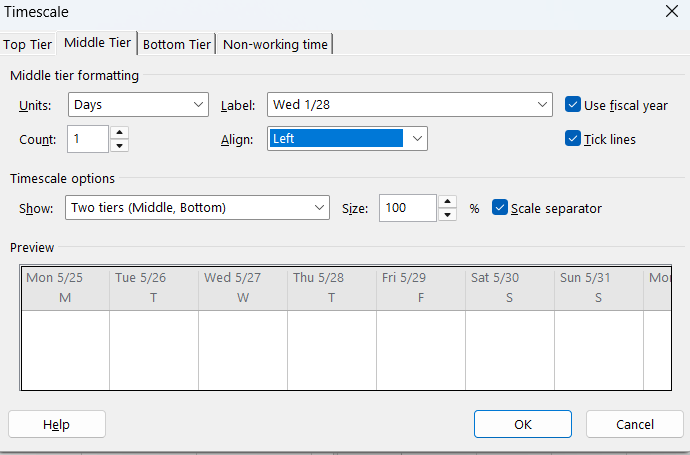 Timescale
Top Tier Middle Tier Bottom Tier Non-working time
Middle tier formatting
Units: Days Label: Wed 1/28 Use fiscal year
Count: 1 Align: Left Tick lines
Timescale options
Show: Two tiers (Middle, Bottom) Size: 100 % Scale separator
Preview
Mon 5/25 Tue 5/26 Wed 5/27 Thu 5/28 Fri 5/29 Sat 5/30 Sun 5/31 Mon
M T W T F S S
Help OK Cancel